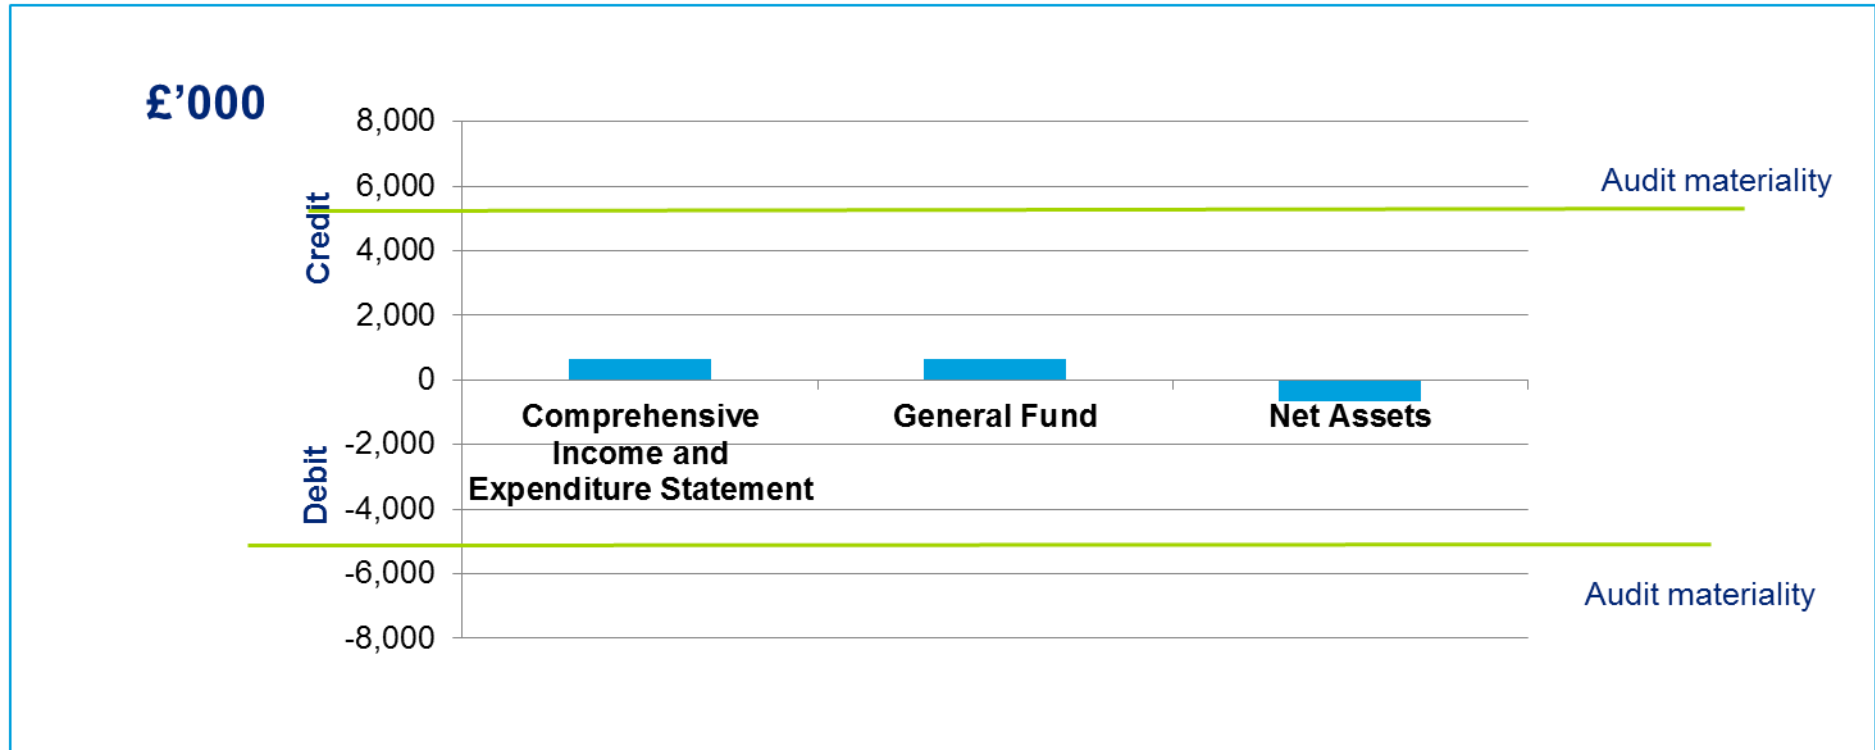 £’000
8,000
6,000
4,000
2,000
0
-2,000
-4,000
-6,000
-8,000
Credit
Debit
Audit materiality
Comprehensive
Income and
Expenditure Statement
General Fund
Net Assets
Audit materiality